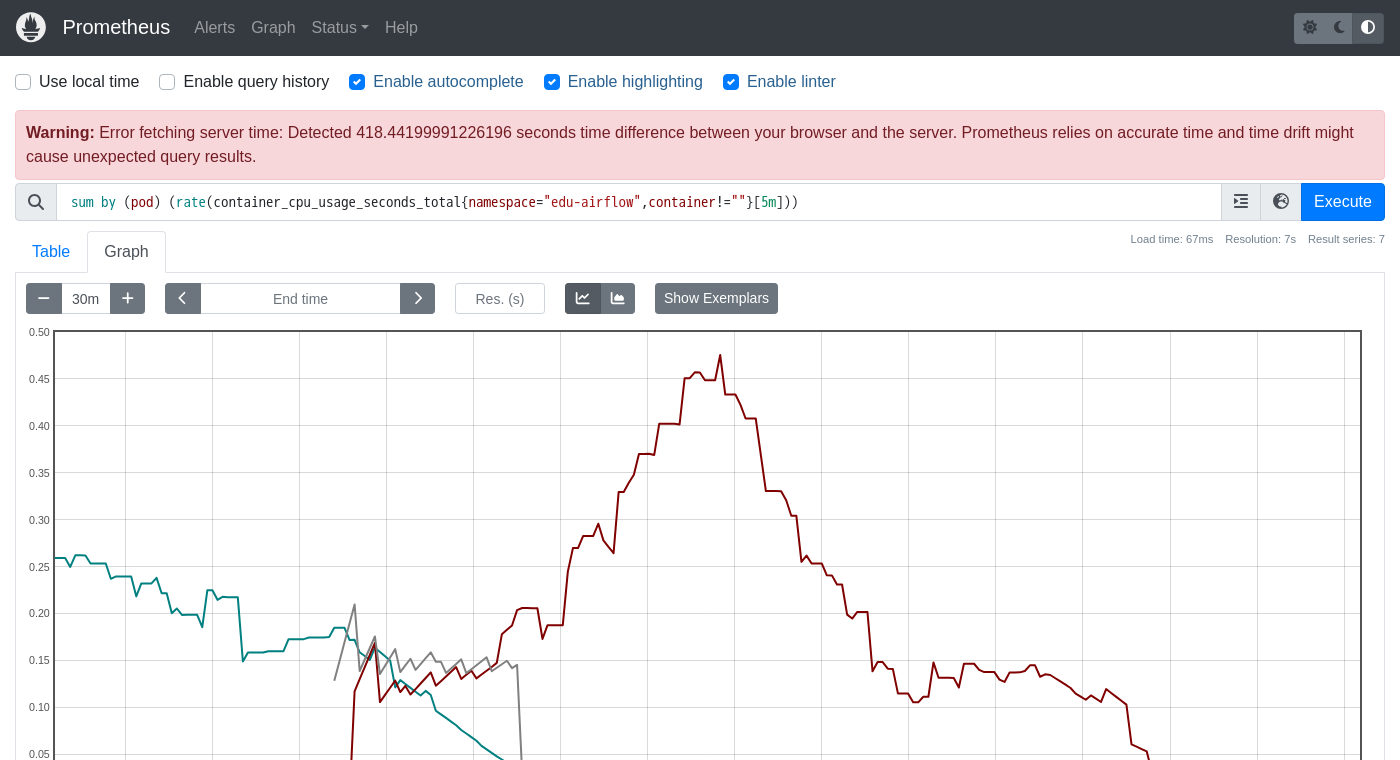 Prometheus Alerts Graph Status Help
Use local time Enable query history Enable autocomplete Enable highlighting Enable linter
Warning: Error fetching server time: Detected 418.44199991226196 seconds time difference between your browser and the server. Prometheus relies on accurate time and time drift might
cause unexpected query results.
sum by (pod) (rate(container_cpu_usage_seconds_total{namespace="edu-airflow",container!=""}[5m]))
Execute
Table Graph
Load time: 67ms Resolution: 7s Result series: 7
30m End time Res. (s) Show Exemplars
0.50
0.45
0.40
0.35
0.30
0.25
0.20
0.15
0.10
0.05